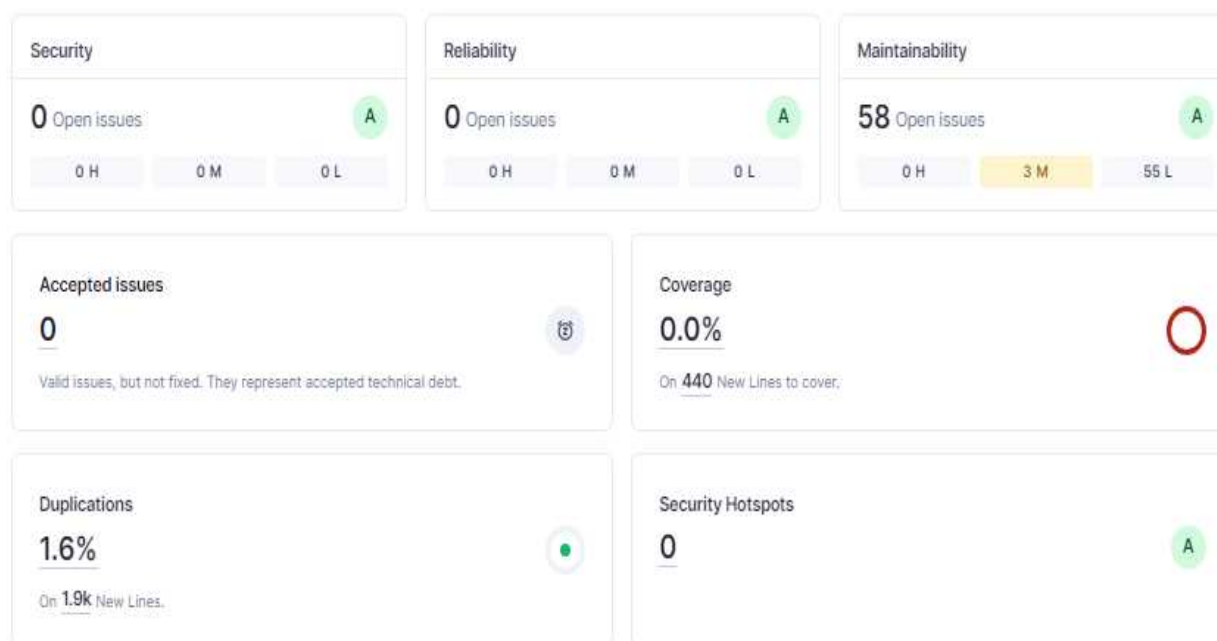 Security
0 Open issues
A
0 H
0 M
0 L
Reliability
0 Open issues
A
0 H
0 M
0 L
Maintainability
58 Open issues
A
0 H
3 M
55 L
Accepted issues
0
Valid issues, but not fixed. They represent accepted technical debt.
Coverage
0.0%
On 440 New Lines to cover.
Duplications
1.6%
On 1.9k New Lines.
Security Hotspots
0
A